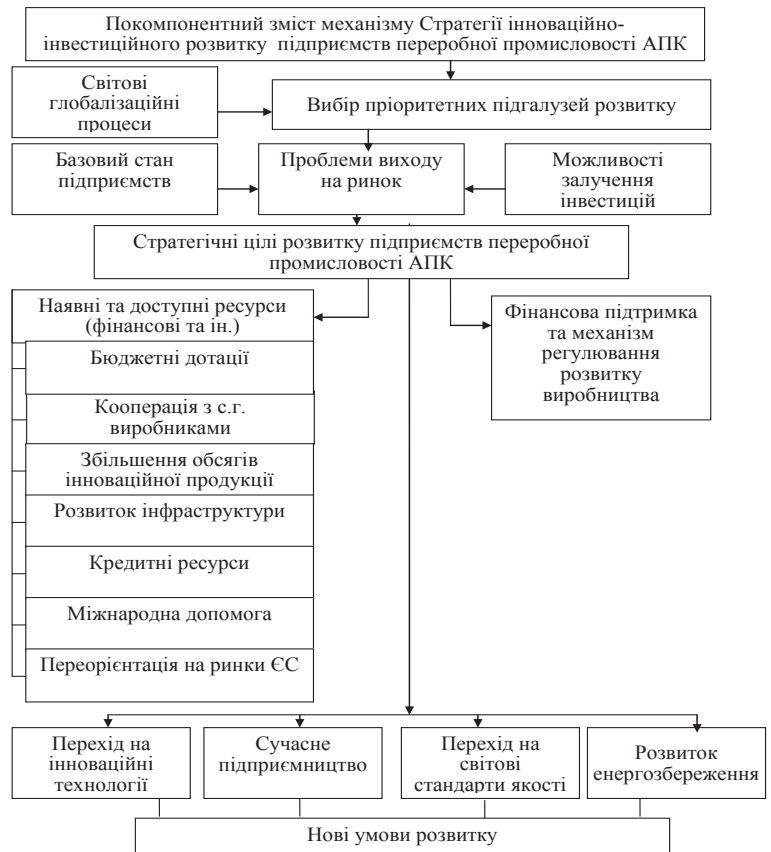 Покомпонентний зміст механізму Стратегії інноваційно-
інвестиційного розвитку підприємств переробної промисловості АПК
Світові
глобалізаційні
процеси
Вибір пріоритетних підгалузей розвитку
Базовий стан
підприємств
Проблеми виходу
на ринок
Можливості
залучення
інвестицій
Стратегічні цілі розвитку підприємств переробної
промисловості АПК
Наявні та доступні ресурси
(фінансові та ін.)
Фінансова підтримка
та механізм
регулювання
розвитку
виробництва
Бюджетні дотації
Кооперація з с.г.
виробниками
Збільшення обсягів
інноваційної продукції
Розвиток інфраструктури
Кредитні ресурси
Міжнародна допомога
Переорієнтація на ринки ЄС
Перехід на
інноваційні
технології
Сучасне
підприємництво
Перехід на
світові
стандарти якості
Розвиток
енергозбереження
Нові умови розвитку